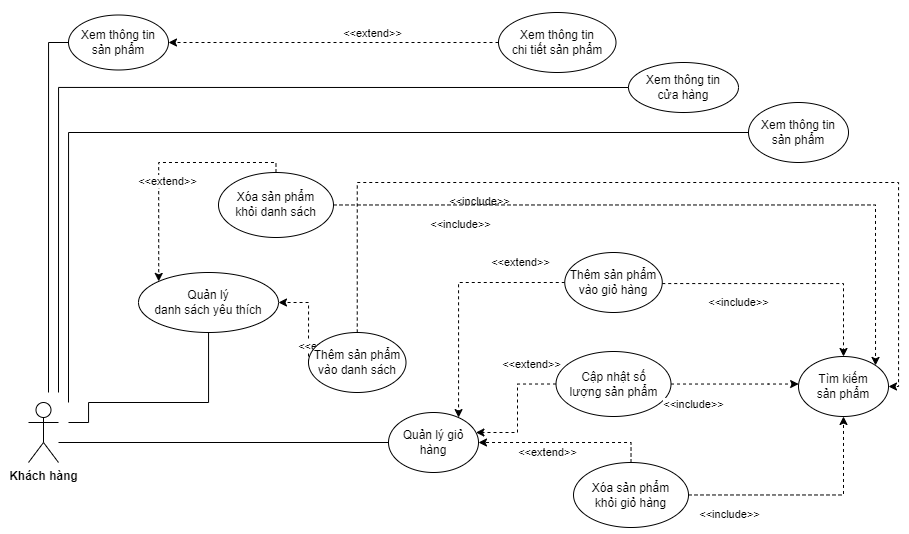 Xem thông tin
sản phẩm
<<extend>>
Xem thông tin
chi tiết sản phẩm
Xem thông tin
cửa hàng
Xem thông tin
sản phẩm
<<extend>>
Xóa sản phẩm
khỏi danh sách
<<include>>
<<include>>
<<extend>>
Thêm sản phẩm
vào giỏ hàng
Quản lý
danh sách yêu thích
<<include>>
<<e
Thêm sản phẩm
vào danh sách
<<extend>>
Cập nhật số
lượng sản phẩm
<<include>>
Tìm kiếm
sản phẩm
Quản lý giỏ
hàng
<<extend>>
Khách hàng
Xóa sản phẩm
khỏi giỏ hàng
<<include>>